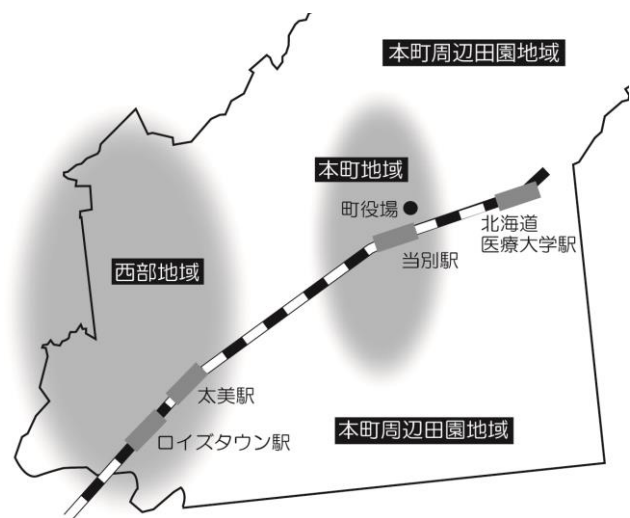 本町周辺田園地域
本町地域
町役場
北海道
医療大学駅
当別駅
西部地域
太美駅
ロイズタウン駅
本町周辺田園地域